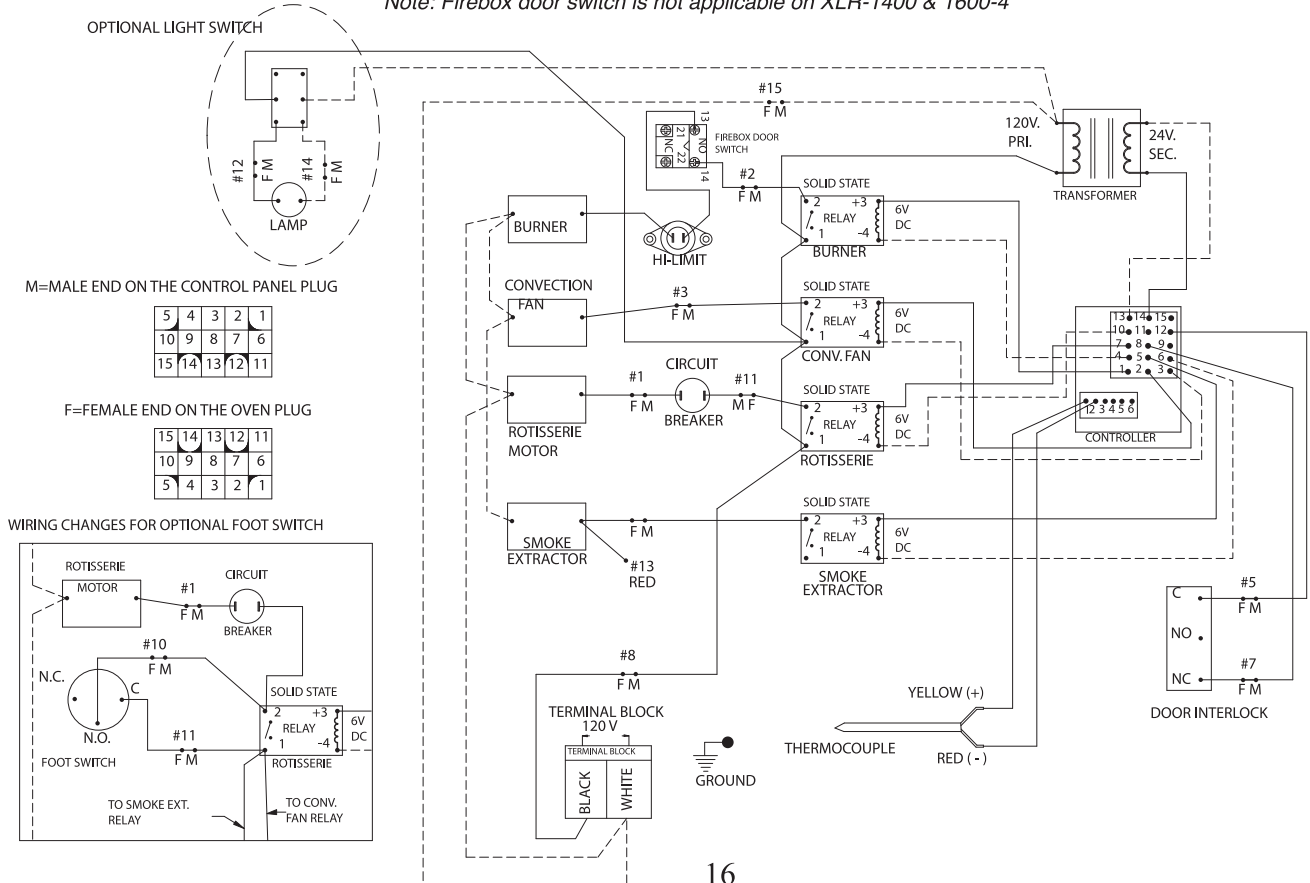 Note: Firebox door switch is not applicable on XLR-1400 & 1600-4
OPTIONAL LIGHT SWITCH
#12
F M
#14
F M
LAMP
M=MALE END ON THE CONTROL PANEL PLUG
5 4 3 2 1
10 9 8 7 6
15 14 13 12 11
F=FEMALE END ON THE OVEN PLUG
15 14 13 12 11
10 9 8 7 6
5 4 3 2 1
WIRING CHANGES FOR OPTIONAL FOOT SWITCH
ROTISSERIE
MOTOR
#1
F M
CIRCUIT
BREAKER
#10
F M
N.C.
C
N.O.
FOOT SWITCH
#11
F M
SOLID STATE
2 +3
RELAY
1 -4
6V
DC
ROTISSERIE
TO SMOKE EXT.
RELAY
TO CONV.
FAN RELAY
#15
F M
13
21
NC
22
NO
14
FIREBOX DOOR
SWITCH
#2
F M
120V.
PRI.
24V.
SEC.
TRANSFORMER
BURNER
HI-LIMIT
SOLID STATE
2 +3
RELAY
1 -4
6V
DC
BURNER
CONVECTION
FAN
#3
F M
SOLID STATE
2 +3
RELAY
1 -4
6V
DC
CONV. FAN
ROTISSERIE
MOTOR
#1
F M
CIRCUIT
BREAKER
#11
M F
SOLID STATE
2 +3
RELAY
1 -4
6V
DC
ROTISSERIE
SMOKE
EXTRACTOR
F M
#13
RED
SOLID STATE
2 +3
RELAY
1 -4
6V
DC
SMOKE
EXTRACTOR
13 14 15
10 11 12
7 8 9
4 5 6
1 2 3
1 2 3 4 5 6
CONTROLLER
C
NO
NC
#5
F M
#7
F M
DOOR INTERLOCK
#8
F M
TERMINAL BLOCK
120 V
TERMINAL BLOCK
BLACK
WHITE
GROUND
YELLOW (+)
THERMOCOUPLE
RED ( - )
16